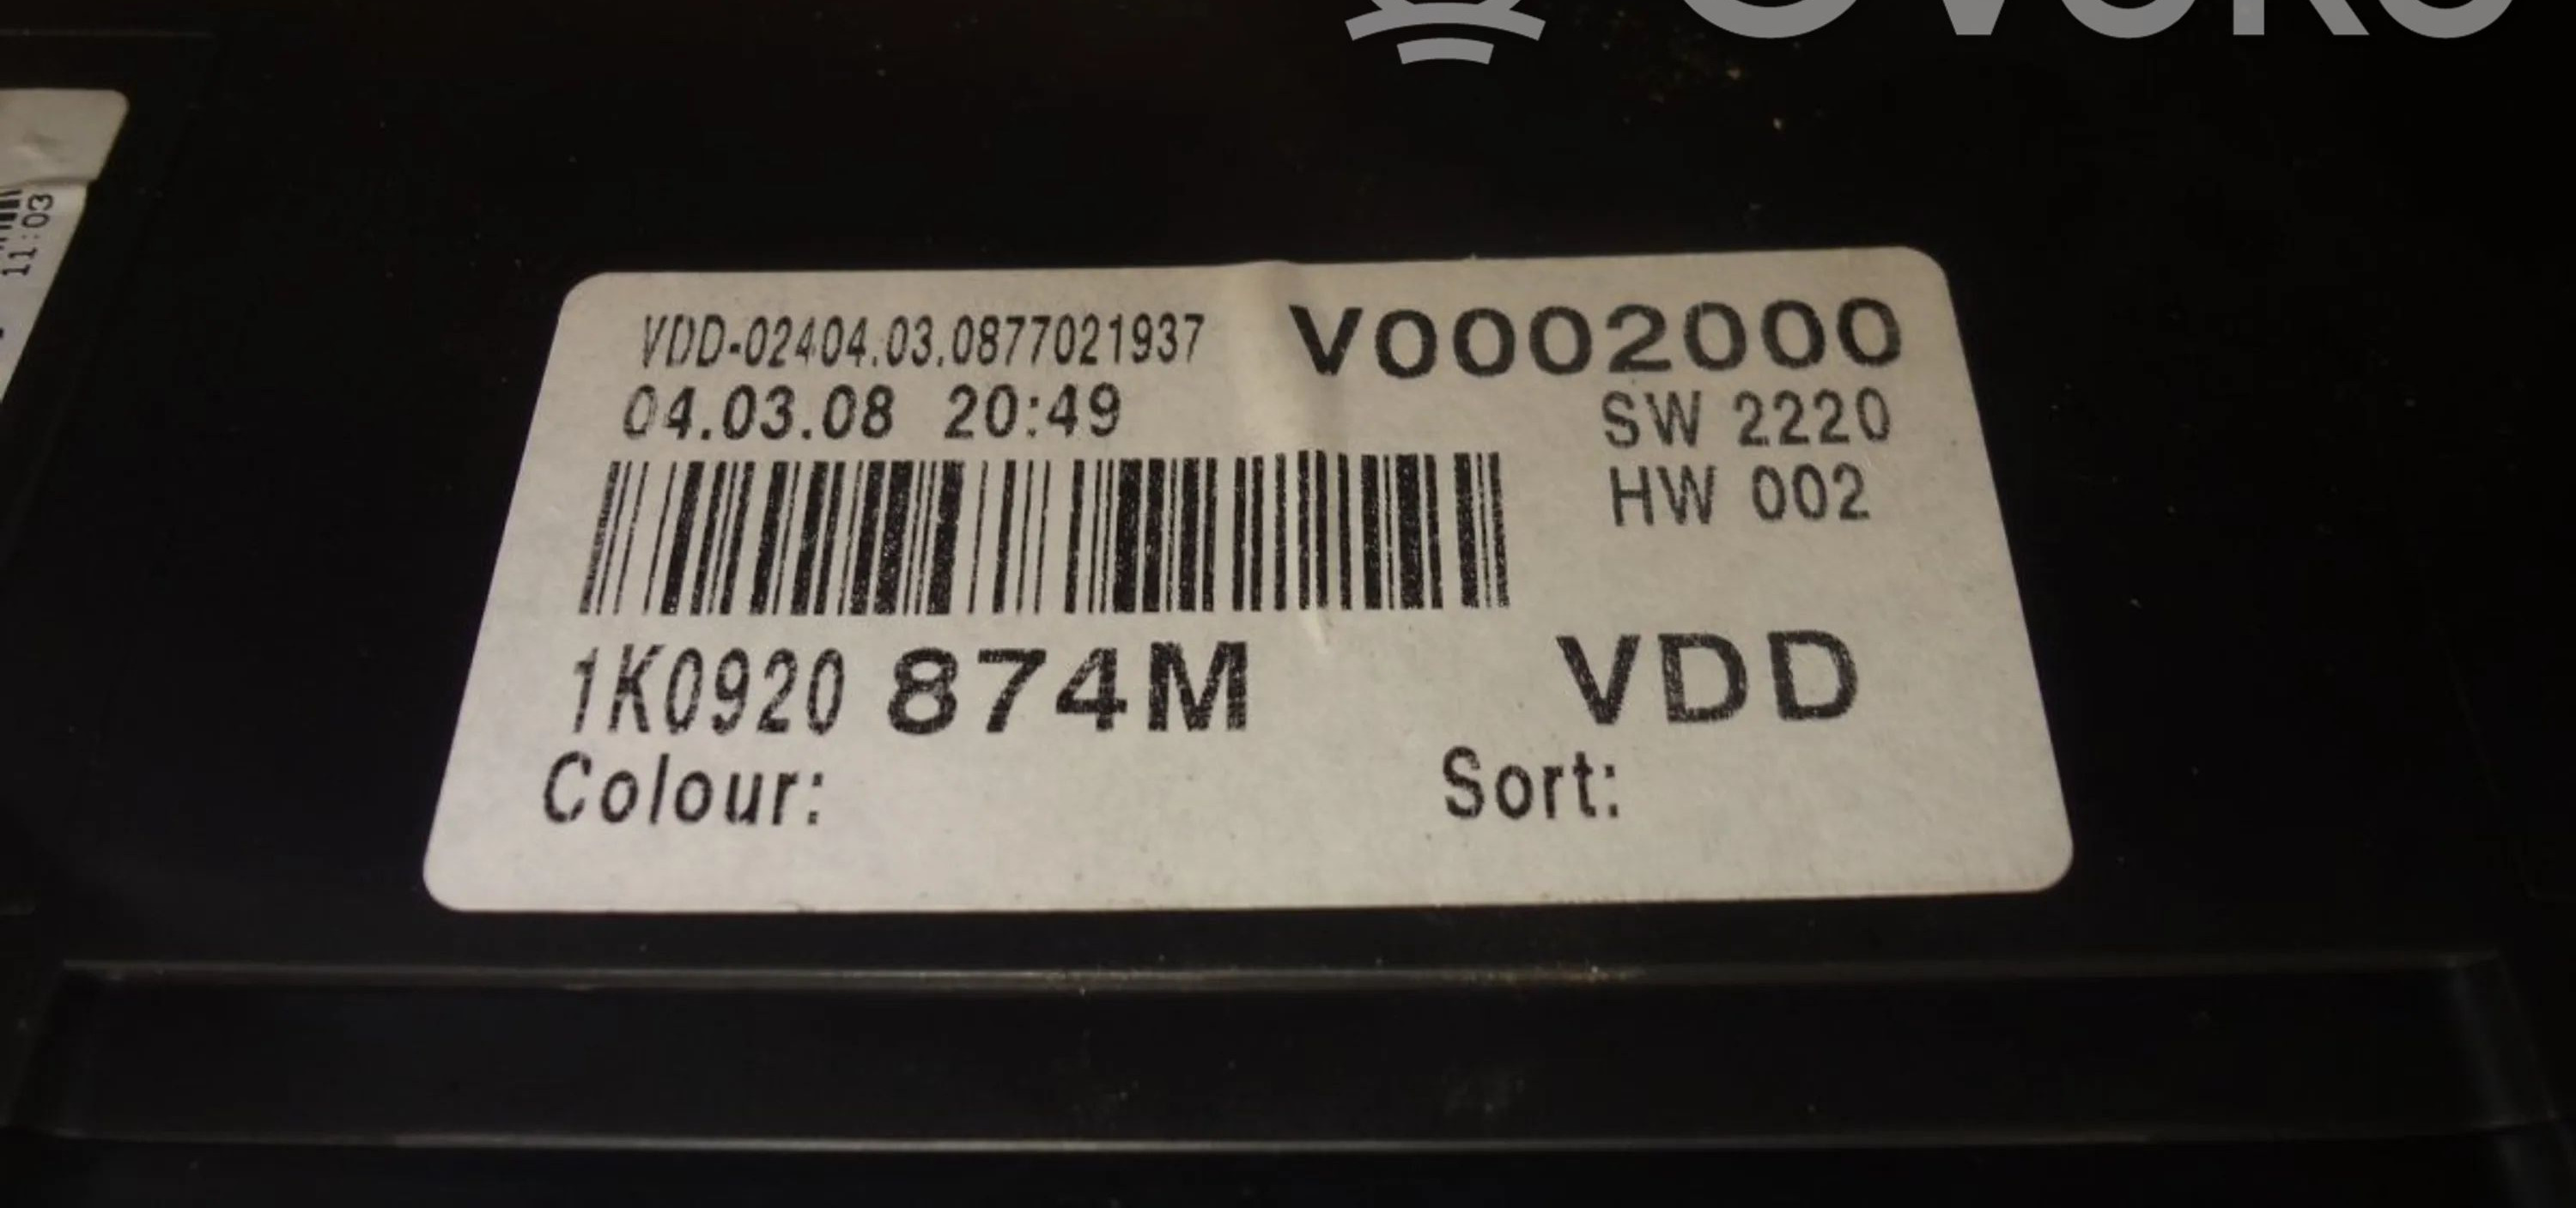 11:03
VDD-02404.03.0877021937
V0002000
04.03.08 20:49
SW 2220
HW 002
1K0920 874M
VDD
Colour:
Sort: